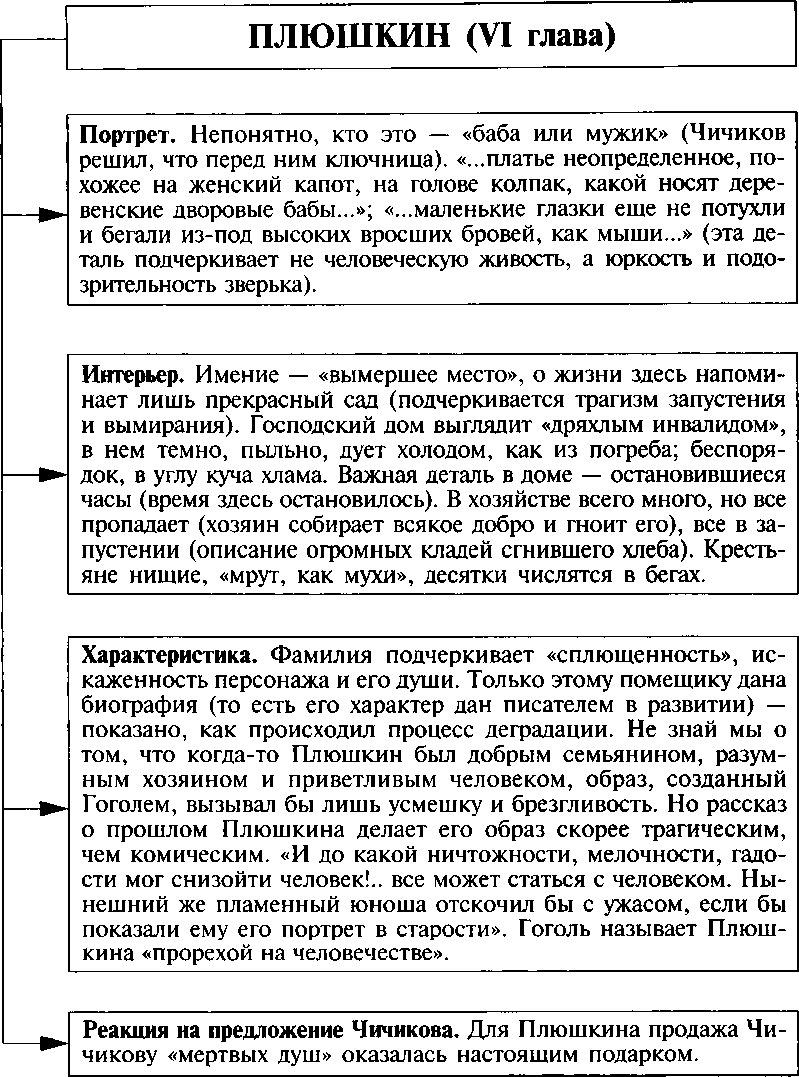 ПЛЮШКИН (VI глава)
Портрет. Непонятно, кто это — «баба или мужик» (Чичиков
решил, что перед ним ключница). «...платье неопределенное, по-
хожее на женский капот, на голове колпак, какой носят дере-
венские дворовые бабы...»; «...маленькие глазки еще не потухли
и бегали из-под высоких вросших бровей, как мыши...» (эта де-
таль подчеркивает не человеческую живость, а юркость и подо-
зрительность зверька).
Интерьер. Имение — «вымершее место», о жизни здесь напоми-
нает лишь прекрасный сад (подчеркивается трагизм запустения
и вымирания). Господский дом выглядит «дряхлым инвалидом»,
в нем темно, пыльно, дует холодом, как из погреба; беспоря-
док, в углу куча хлама. Важная деталь в доме — остановившиеся
часы (время здесь остановилось). В хозяйстве всего много, но все
пропадает (хозяин собирает всякое добро и гноит его), все в за-
пустении (описание огромных кладей сгнившего хлеба). Кресть-
яне нищие, «мрут, как мухи», десятки числятся в бегах.
Характеристика. Фамилия подчеркивает «сплющенность», ис-
каженность персонажа и его души. Только этому помещику дана
биография (то есть его характер дан писателем в развитии) —
показано, как происходил процесс деградации. Не знай мы о
том, что когда-то Плюшкин был добрым семьянином, разум-
ным хозяином и приветливым человеком, образ, созданный
Гоголем, вызывал бы лишь усмешку и брезгливость. Но рассказ
о прошлом Плюшкина делает его образ скорее трагическим,
чем комическим. «И до какой ничтожности, мелочности, гадо-
сти мог снизойти человек!.. все может статься с человеком. Ны-
нешний же пламенный юноша отскочил бы с ужасом, если бы
показали ему его портрет в старости». Гоголь называет Плюш-
кина «прорехой на человечестве».
Реакция на предложение Чичикова. Для Плюшкина продажа Чи-
чикову «мертвых душ» оказалась настоящим подарком.